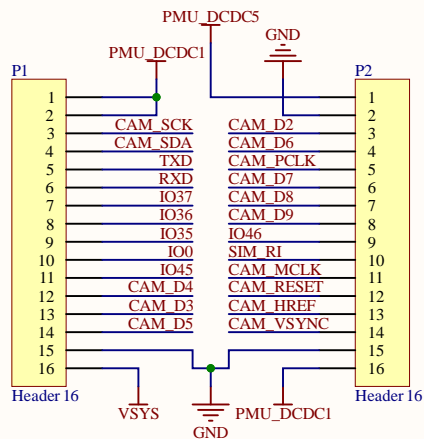 PMU_DCDC5
GND
PMU_DCDC1
P1
P2
1
1
2
2
CAM_SCK
3
CAM_D2
3
CAM_SDA
4
CAM_D6
4
TXD
5
CAM_PCLK
5
RXD
6
CAM_D7
6
IO37
7
CAM_D8
7
IO36
8
CAM_D9
8
IO35
9
IO46
9
IO0
10
SIM_RI
10
IO45
11
CAM_MCLK
11
CAM_D4
12
CAM_RESET
12
CAM_D3
13
CAM_HREF
13
CAM_D5
14
CAM_VSYNC
14
15
15
16
16
Header 16
VSYS
PMU_DCDC1
Header 16
GND